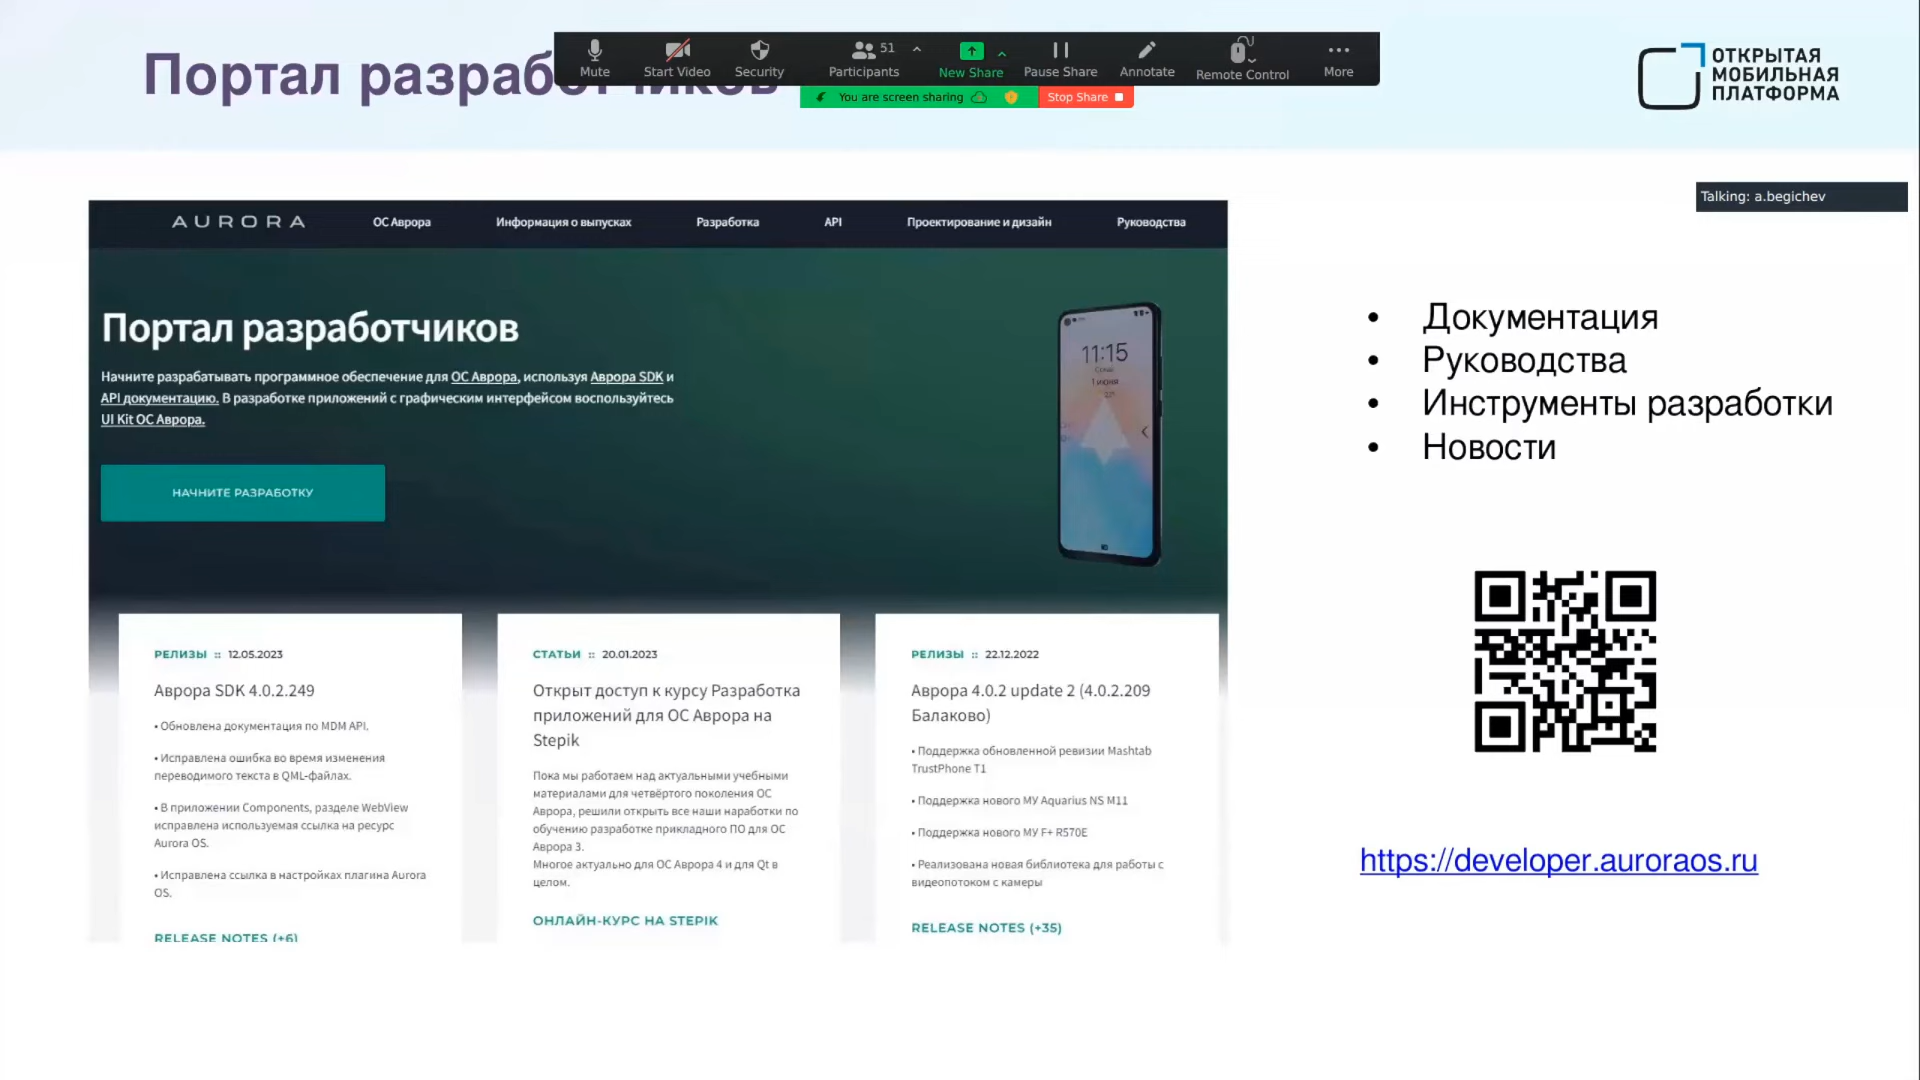 Портал разработчиков
Mute
Start Video
Security
51
Participants
New Share
Pause Share
Annotate
Remote Control
More
You are screen sharing
Stop Share
ОТКРЫТАЯ
МОБИЛЬНАЯ
ПЛАТФОРМА
Talking: a.begichev
AURORA
ОС Аврора
Информация о выпусках
Разработка
API
Проектирование и дизайн
Руководства
Портал разработчиков
Начните разрабатывать программное обеспечение для ОС Аврора, используя Аврора SDK и
API документацию. В разработке приложений с графическим интерфейсом воспользуйтесь
UI Kit ОС Аврора.
НАЧНИТЕ РАЗРАБОТКУ
11:15
1 июня
• Документация
• Руководства
• Инструменты разработки
• Новости
РЕЛИЗЫ :: 12.05.2023
Аврора SDK 4.0.2.249
• Обновлена документация по MDM API.
• Исправлена ошибка во время изменения
переводимого текста в QML-файлах.
• В приложении Components, разделе WebView
исправлена используемая ссылка на ресурс
Aurora OS.
• Исправлена ссылка в настройках плагина Aurora
OS.
RELEASE NOTES (+6)
СТАТЬИ :: 20.01.2023
Открыт доступ к курсу Разработка
приложений для ОС Аврора на
Stepik
Пока мы работаем над актуальными учебными
материалами для четвёртого поколения ОС
Аврора, решили открыть все наши наработки по
обучению разработке прикладного ПО для ОС
Аврора 3.
Многое актуально для ОС Аврора 4 и для Qt в
целом.
ОНЛАЙН-КУРС НА STEPIK
РЕЛИЗЫ :: 22.12.2022
Аврора 4.0.2 update 2 (4.0.2.209
Балаково)
• Поддержка обновленной ревизии Mashtab
TrustPhone T1
• Поддержка нового МУ Aquarius NS M11
• Поддержка нового МУ F+ R570E
• Реализована новая библиотека для работы с
видеопотоком с камеры
RELEASE NOTES (+35)
https://developer.auroraos.ru